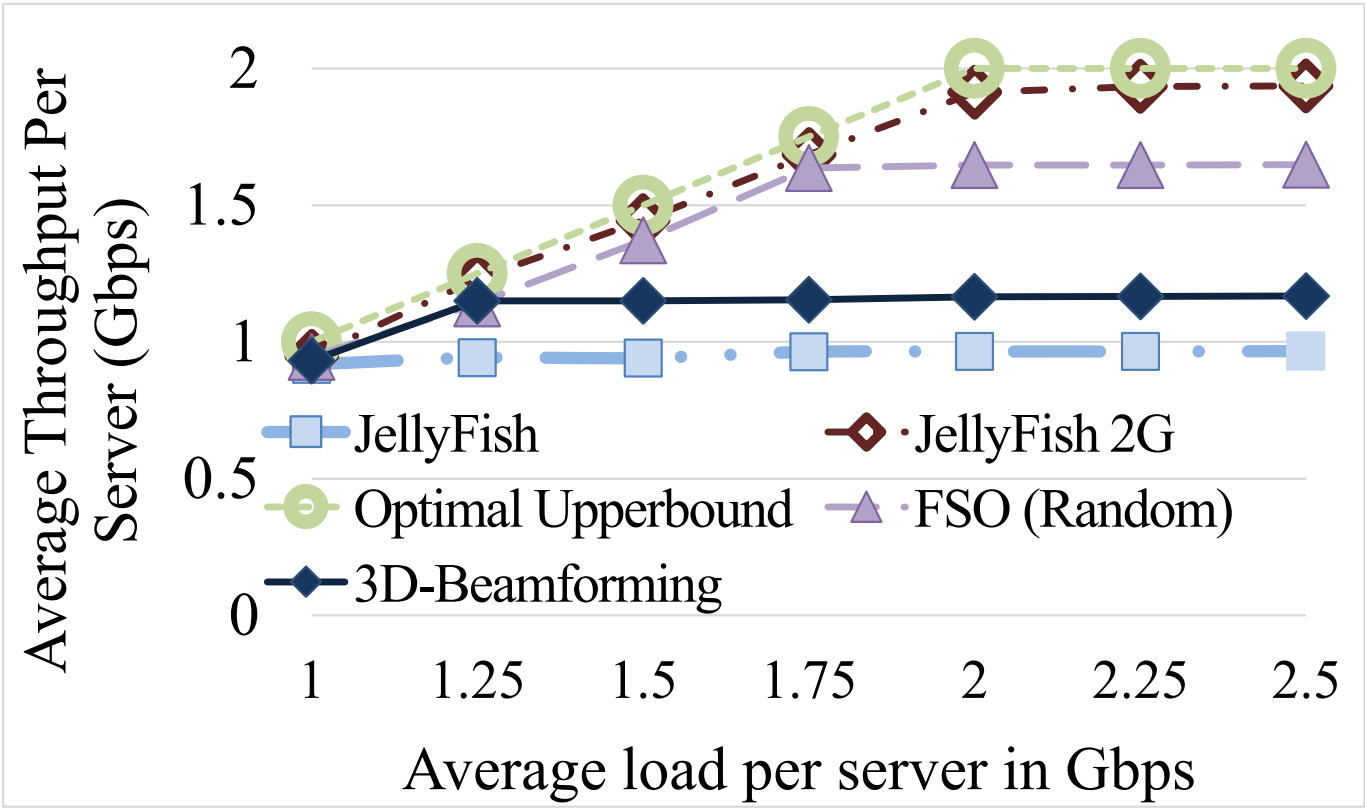 Average Throughput Per
Server (Gbps)
2
1.5
1
0.5
0
JellyFish
JellyFish 2G
Optimal Upperbound
FSO (Random)
3D-Beamforming
1
1.25
1.5
1.75
2
2.25
2.5
Average load per server in Gbps